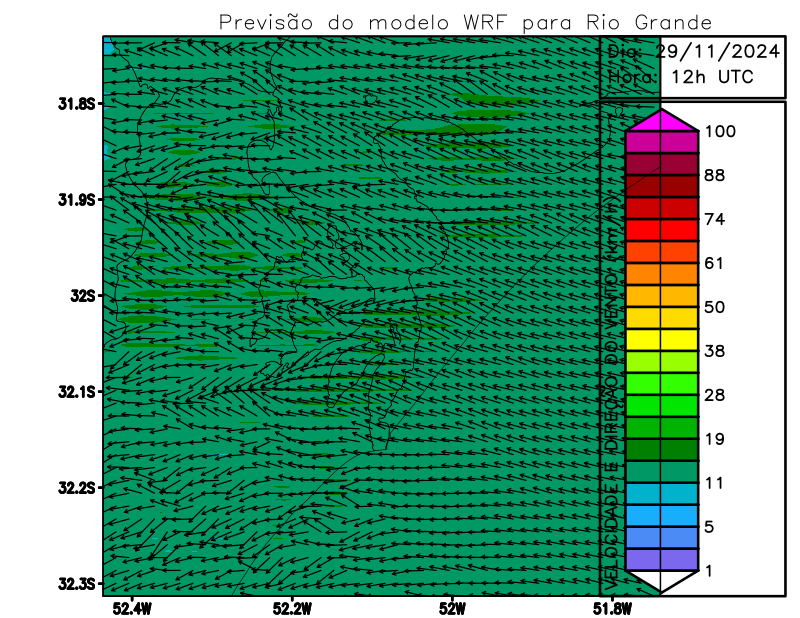 Previsão do modelo WRF para Rio Grande
Dia: 29/11/2024
Hora: 12h UTC
31.8S
31.9S
32S
32.1S
32.2S
32.3S
52.4W
52.2W
52W
51.8W
VELOCIDADE E DIREÇÃO DO VENTO (km/h)
100
88
74
61
50
38
28
19
11
5
1